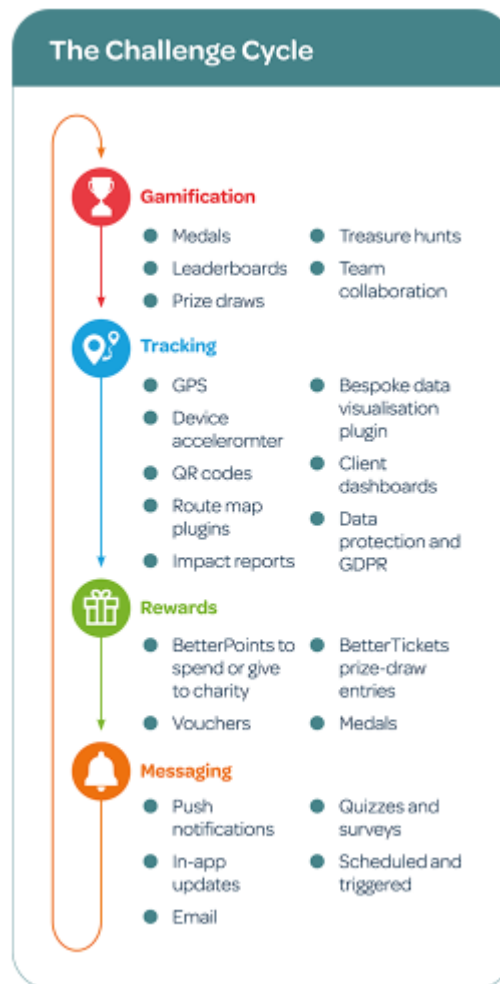 The Challenge Cycle
Gamification
Medals
Leaderboards
Prize draws
Treasure hunts
Team
collaboration
Tracking
GPS
Device
acceleromter
QR codes
Route map
plugins
Impact reports
Bespoke data
visualisation
plugin
Client
dashboards
Data
protection and
GDPR
Rewards
BetterPoints to
spend or give
to charity
Vouchers
BetterTickets
prize-draw
entries
Medals
Messaging
Push
notifications
In-app
updates
Email
Quizzes and
surveys
Scheduled and
triggered